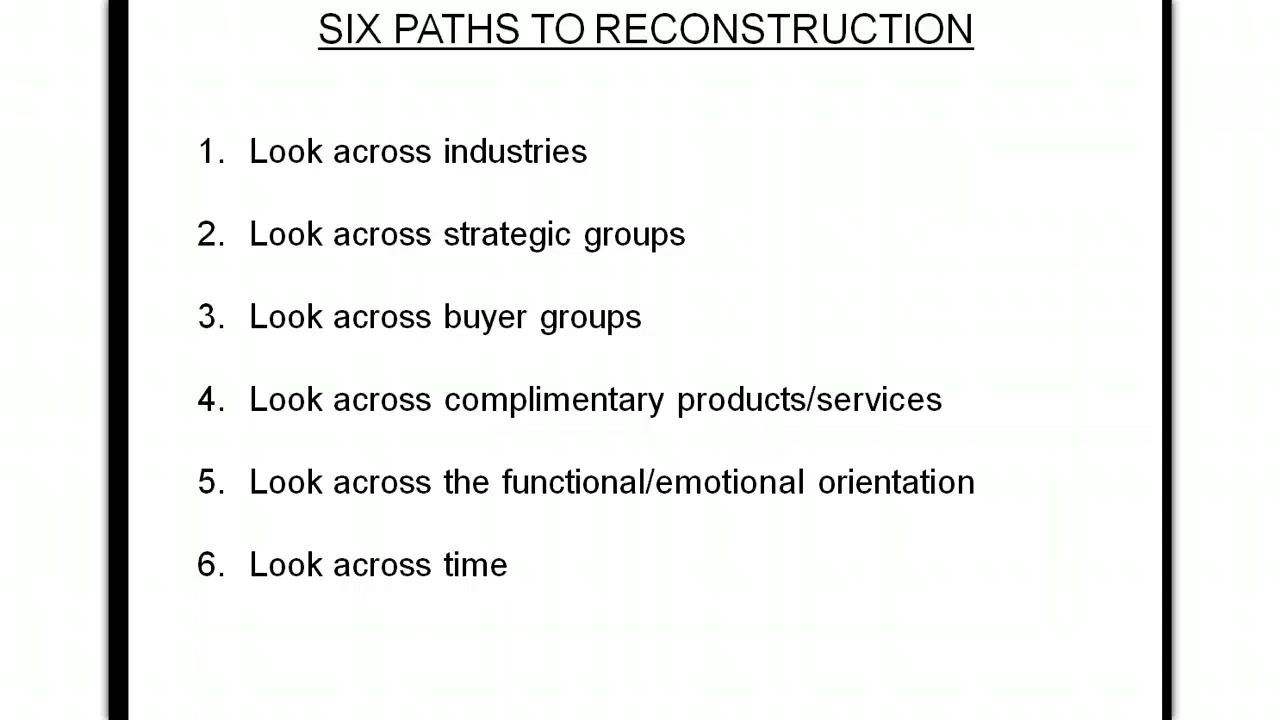 SIX PATHS TO RECONSTRUCTION
1. Look across industries
2. Look across strategic groups
3. Look across buyer groups
4. Look across complimentary products/services
5. Look across the functional/emotional orientation
6. Look across time